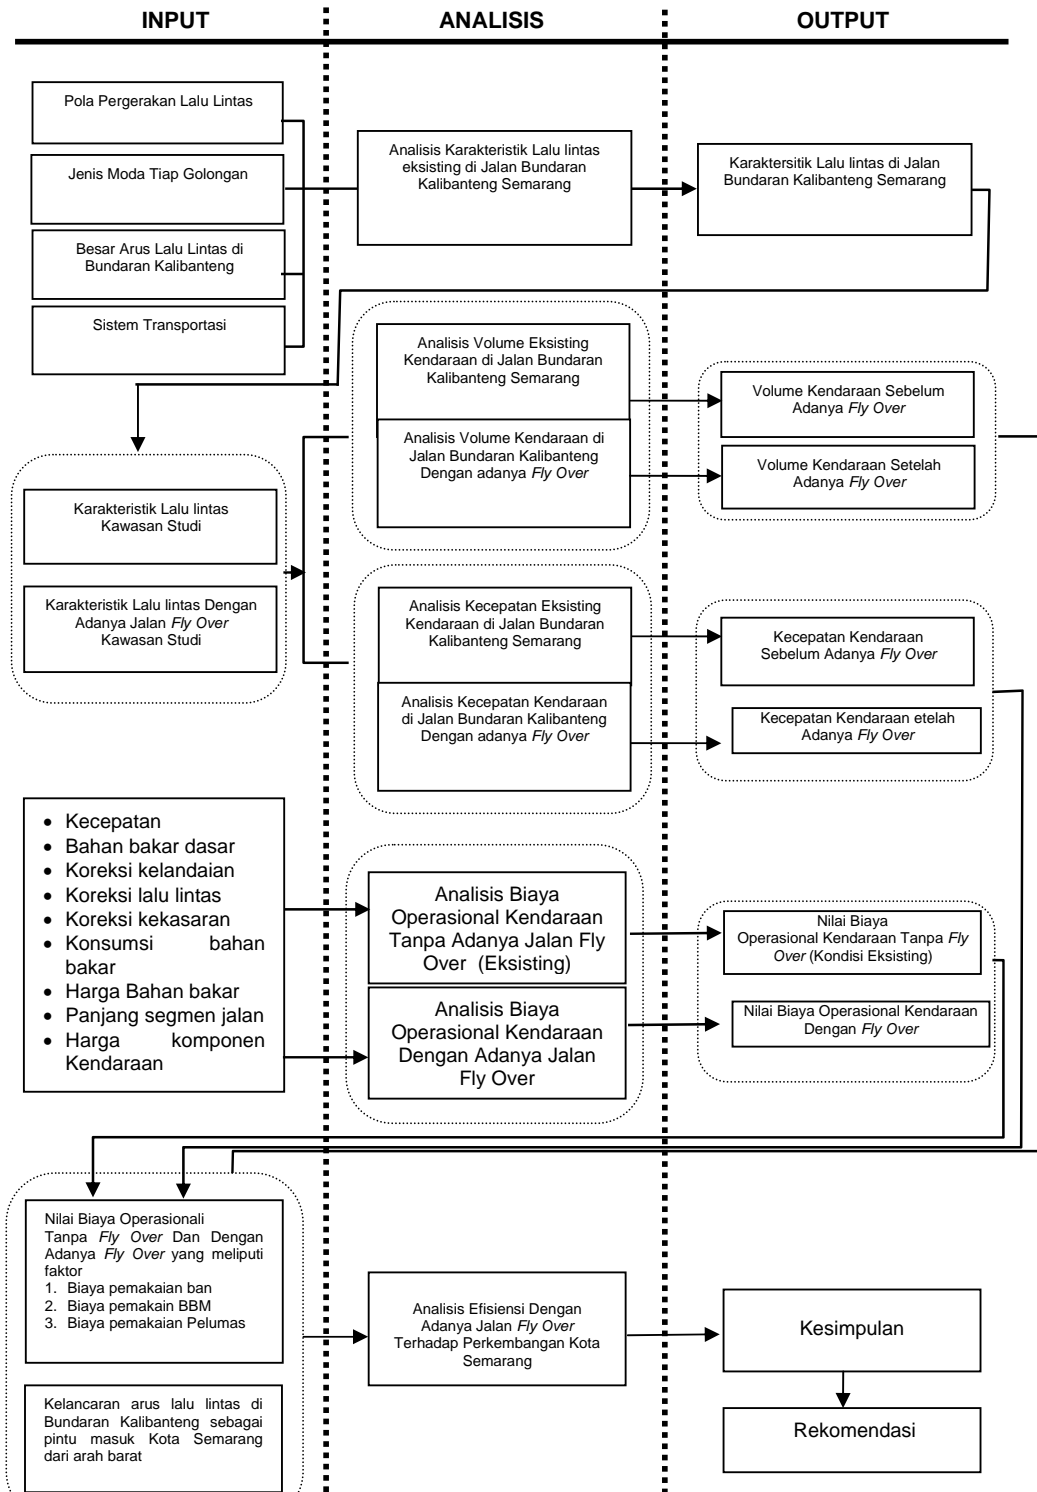 INPUT
ANALISIS
OUTPUT
Pola Pergerakan Lalu Lintas
Jenis Moda Tiap Golongan
Besar Arus Lalu Lintas di
Bundaran Kalibanteng
Sistem Transportasi
Analisis Karakteristik Lalu lintas
eksisting di Jalan Bundaran
Kalibanteng Semarang
Karaktersitik Lalu lintas di Jalan
Bundaran Kalibanteng Semarang
Karakteristik Lalu lintas
Kawasan Studi
Karakteristik Lalu lintas Dengan
Adanya Jalan Fly Over
Kawasan Studi
Analisis Volume Eksisting
Kendaraan di Jalan Bundaran
Kalibanteng Semarang
Analisis Volume Kendaraan di
Jalan Bundaran Kalibanteng
Dengan adanya Fly Over
Volume Kendaraan Sebelum
Adanya Fly Over
Volume Kendaraan Setelah
Adanya Fly Over
Analisis Kecepatan Eksisting
Kendaraan di Jalan Bundaran
Kalibanteng Semarang
Analisis Kecepatan Kendaraan
di Jalan Bundaran Kalibanteng
Dengan adanya Fly Over
Kecepatan Kendaraan
Sebelum Adanya Fly Over
Kecepatan Kendaraan etelah
Adanya Fly Over
• Kecepatan
• Bahan bakar dasar
• Koreksi kelandaian
• Koreksi lalu lintas
• Koreksi kekasaran
• Konsumsi bahan
bakar
• Harga Bahan bakar
• Panjang segmen jalan
• Harga komponen
Kendaraan
Analisis Biaya
Operasional Kendaraan
Tanpa Adanya Jalan Fly
Over (Eksisting)
Analisis Biaya
Operasional Kendaraan
Dengan Adanya Jalan
Fly Over
Nilai Biaya
Operasional Kendaraan Tanpa Fly
Over (Kondisi Eksisting)
Nilai Biaya Operasional Kendaraan
Dengan Fly Over
Nilai Biaya Operasionali
Tanpa Fly Over Dan Dengan
Adanya Fly Over yang meliputi
faktor
1. Biaya pemakaian ban
2. Biaya pemakain BBM
3. Biaya pemakaian Pelumas
Kelancaran arus lalu lintas di
Bundaran Kalibanteng sebagai
pintu masuk Kota Semarang
dari arah barat
Analisis Efisiensi Dengan
Adanya Jalan Fly Over
Terhadap Perkembangan Kota
Semarang
Kesimpulan
Rekomendasi